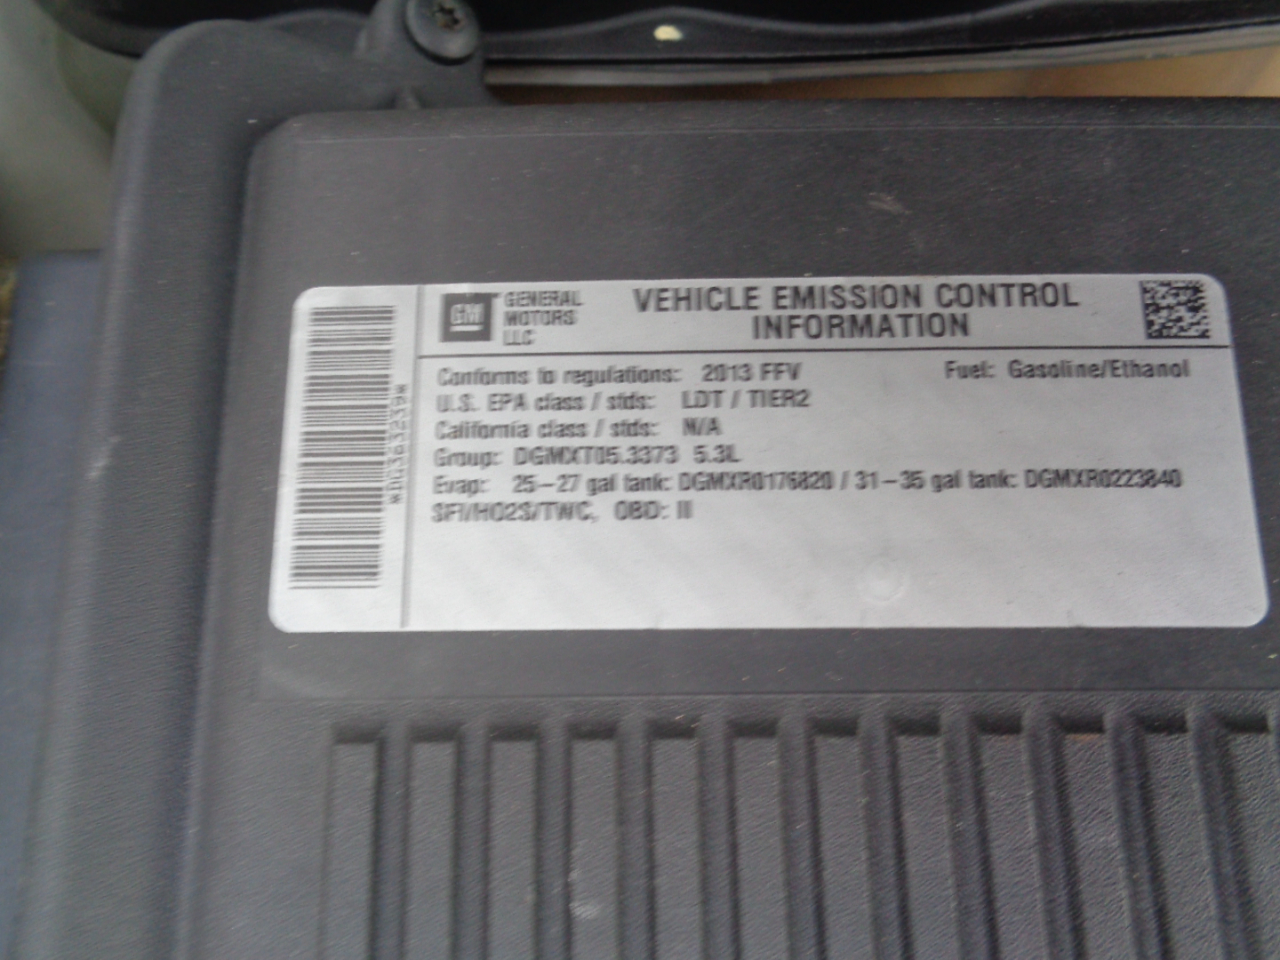 GM
GENERAL
MOTORS
LLC
VEHICLE EMISSION CONTROL
INFORMATION
Conforms to regulations: 2013 FFV
Fuel: Gasoline/Ethanol
U.S. EPA class / stds: LDT / TIER2
California class / stds: N/A
Group: DGMXT05.3373 5.3L
Evap: 25-27 gal tank: DGMXR0176820 / 31-35 gal tank: DGMXR0223840
SFI/HO2S/TWC, OBD: II